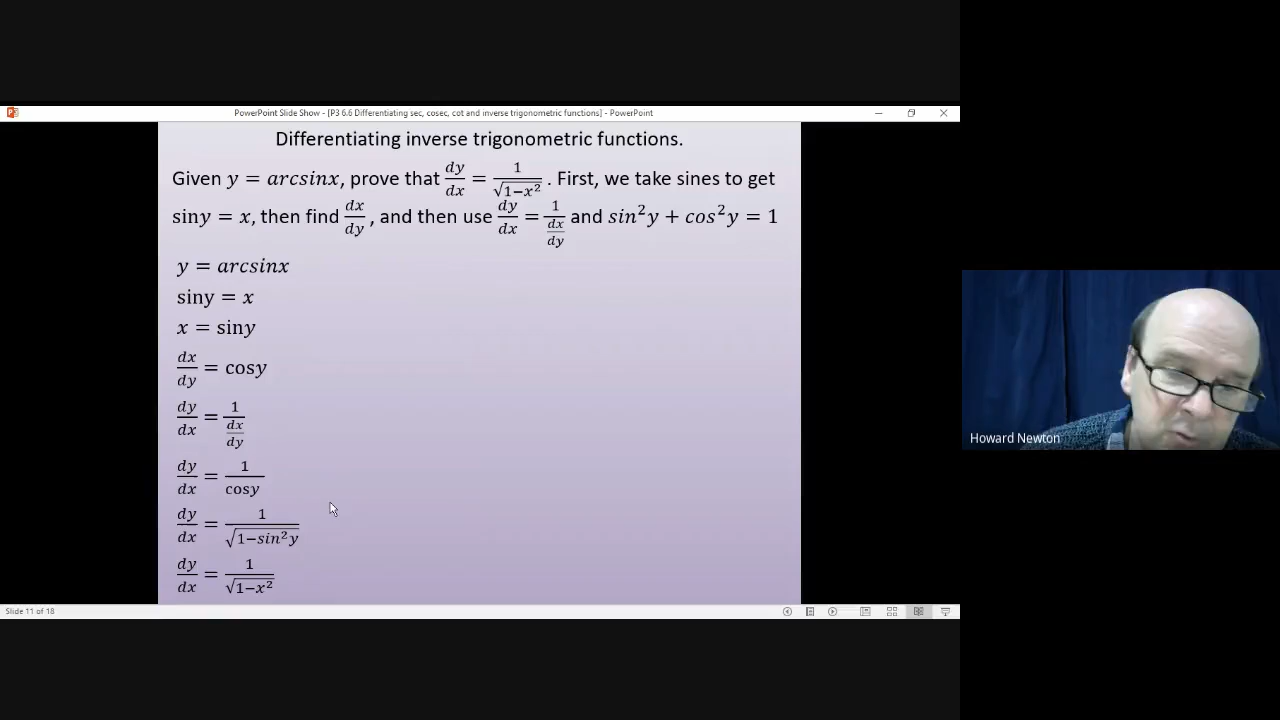 PowerPoint Slide Show - [P3 6.6 Differentiating sec, cosec, cot and inverse trigonometric functions] - PowerPoint
Differentiating inverse trigonometric functions.
Given y = arcsinx, prove that dy/dx = 1/√(1−x²) . First, we take sines to get
siny = x, then find dx/dy , and then use dy/dx = 1/(dx/dy) and sin²y + cos²y = 1
y = arcsinx
siny = x
x = siny
dx/dy = cosy
dy/dx = 1/(dx/dy)
dy/dx = 1/cosy
dy/dx = 1/√(1−sin²y)
dy/dx = 1/√(1−x²)
Howard Newton
Slide 11 of 18